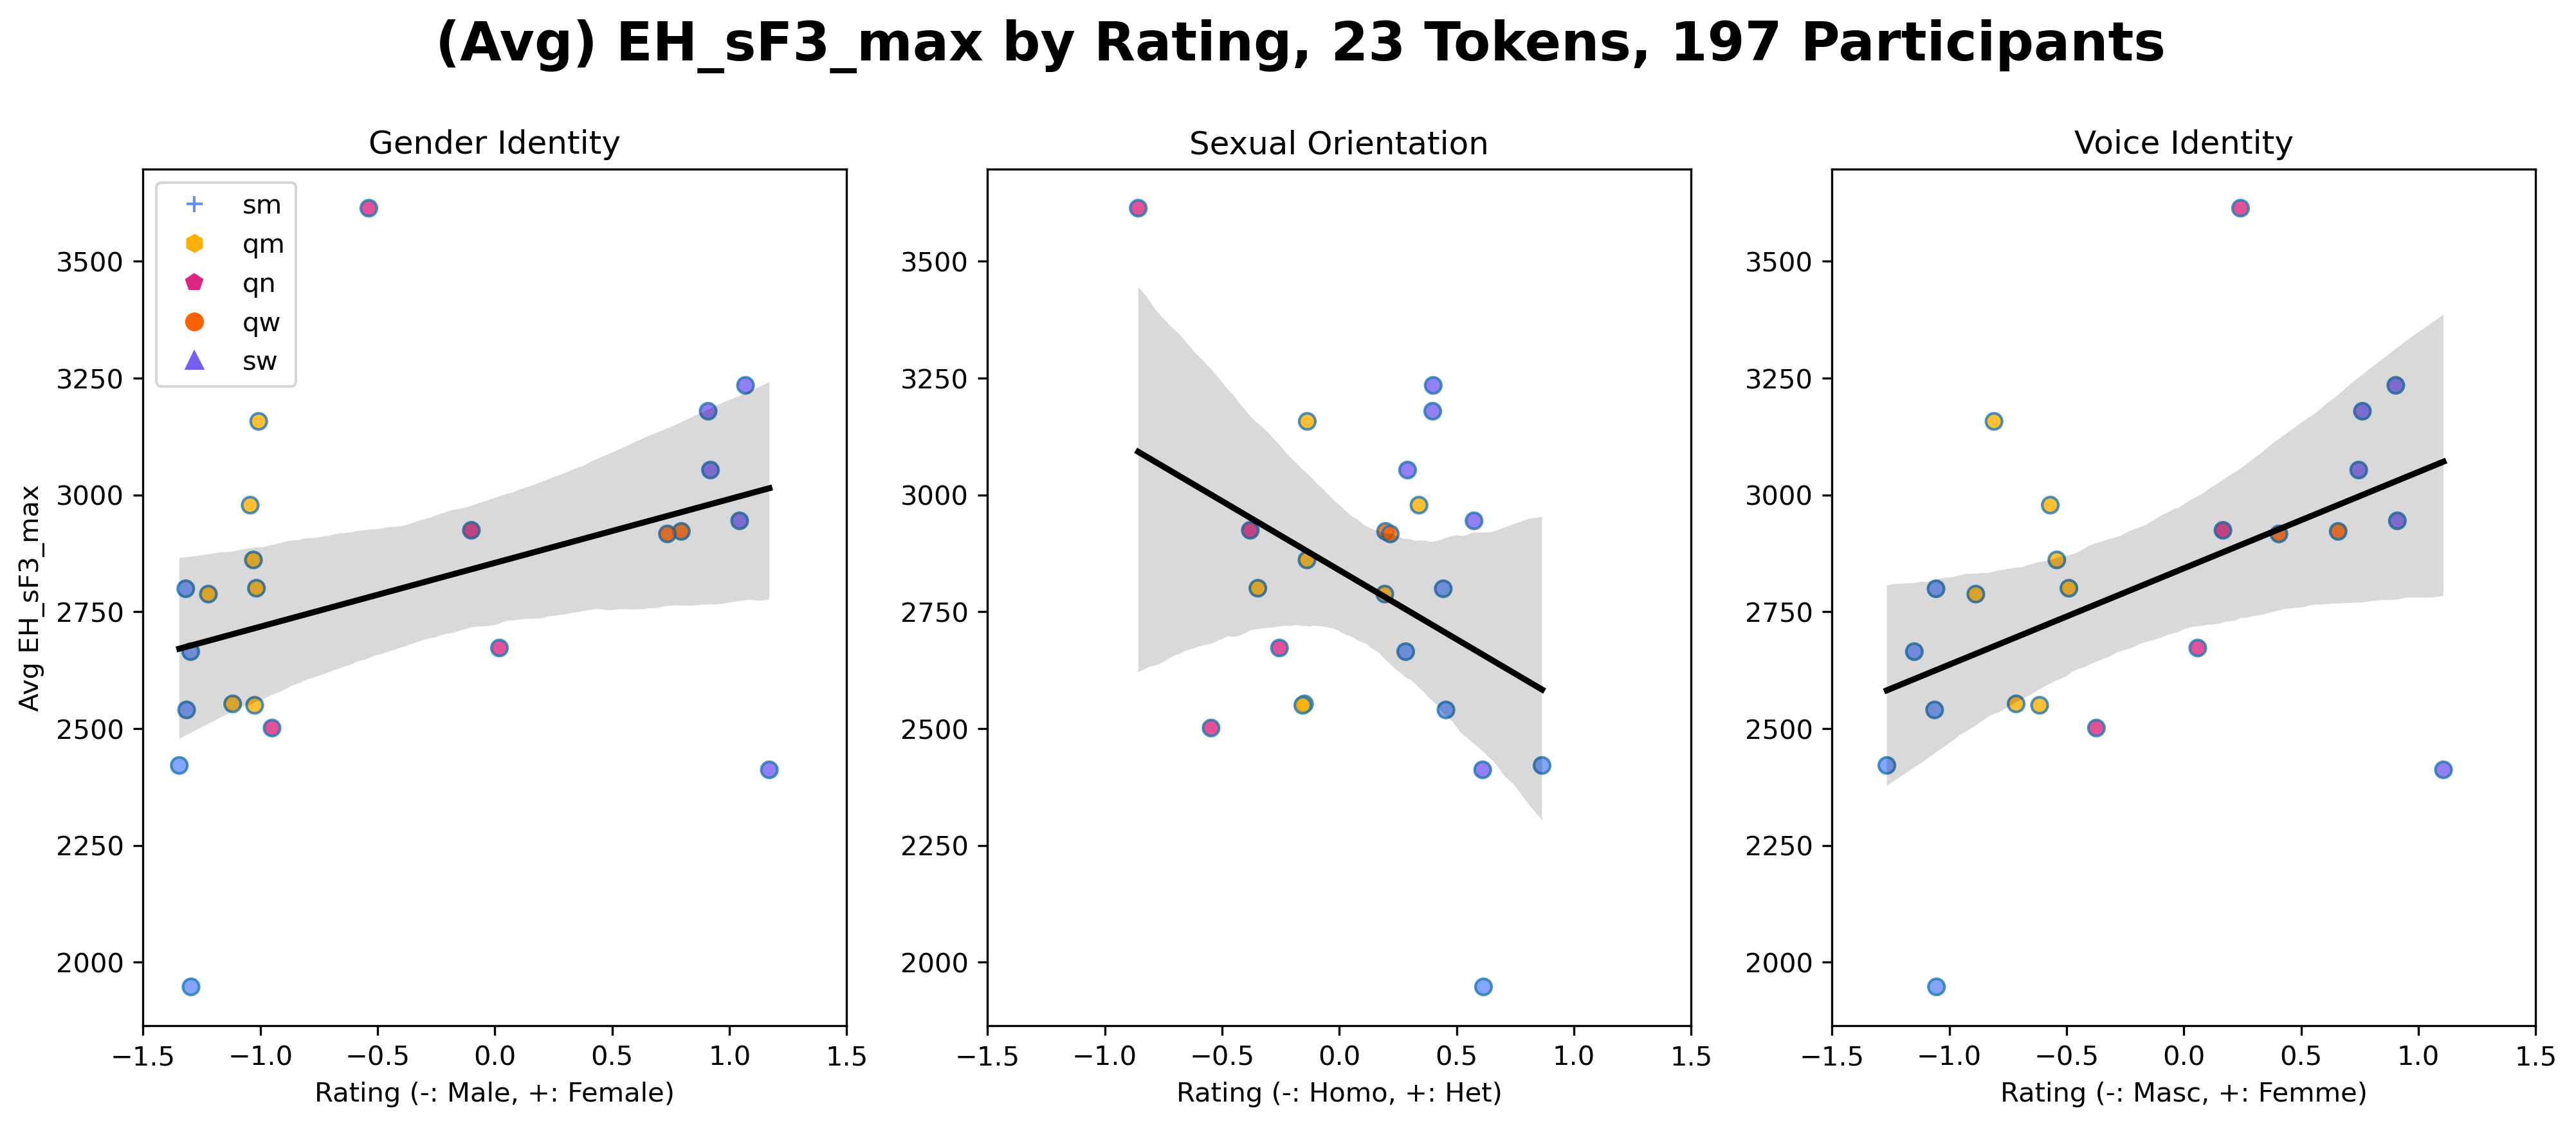 (Avg) EH_sF3_max by Rating, 23 Tokens, 197 Participants
Gender Identity
sm
qm
qn
qw
sw
Avg EH_sF3_max
3500
3250
3000
2750
2500
2250
2000
−1.5 −1.0 −0.5 0.0 0.5 1.0 1.5
Rating (-: Male, +: Female)
Sexual Orientation
3500
3250
3000
2750
2500
2250
2000
−1.5 −1.0 −0.5 0.0 0.5 1.0 1.5
Rating (-: Homo, +: Het)
Voice Identity
3500
3250
3000
2750
2500
2250
2000
−1.5 −1.0 −0.5 0.0 0.5 1.0 1.5
Rating (-: Masc, +: Femme)